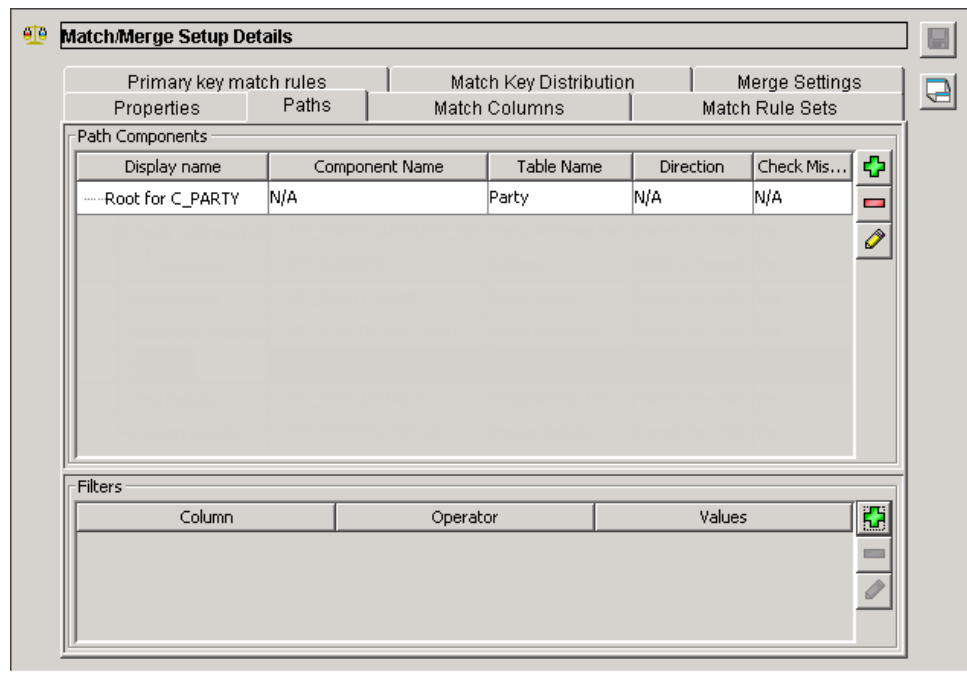 Match/Merge Setup Details
Primary key match rules Match Key Distribution Merge Settings
Properties Paths Match Columns Match Rule Sets
Path Components
Display name Component Name Table Name Direction Check Mis...
Root for C_PARTY N/A Party N/A N/A
Filters
Column Operator Values